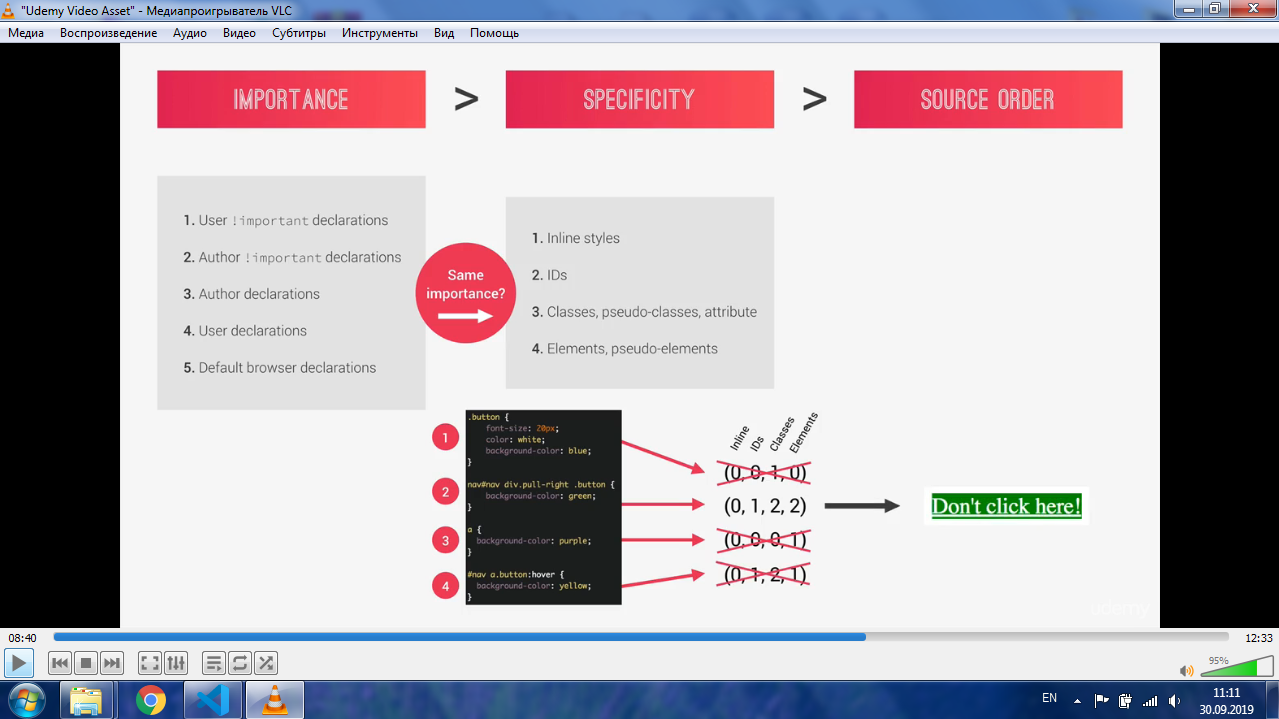 "Udemy Video Asset" - Медиапроигрыватель VLC
Медиа Воспроизведение Аудио Видео Субтитры Инструменты Вид Помощь
IMPORTANCE > SPECIFICITY > SOURCE ORDER
1. User !important declarations
2. Author !important declarations
3. Author declarations
4. User declarations
5. Default browser declarations
Same
importance?
1. Inline styles
2. IDs
3. Classes, pseudo-classes, attribute
4. Elements, pseudo-elements
1
.button {
font-size: 20px;
color: white;
background-color: blue;
}
2
nav#nav div.pull-right .button {
background-color: green;
}
3
a {
background-color: purple;
}
4
#nav a.button:hover {
background-color: yellow;
}
Inline IDs Classes Elements
(0, 0, 1, 0)
(0, 1, 2, 2)
(0, 0, 0, 1)
(0, 1, 2, 1)
Don't click here!
udemy
08:40 12:33
95%
EN 11:11
30.09.2019